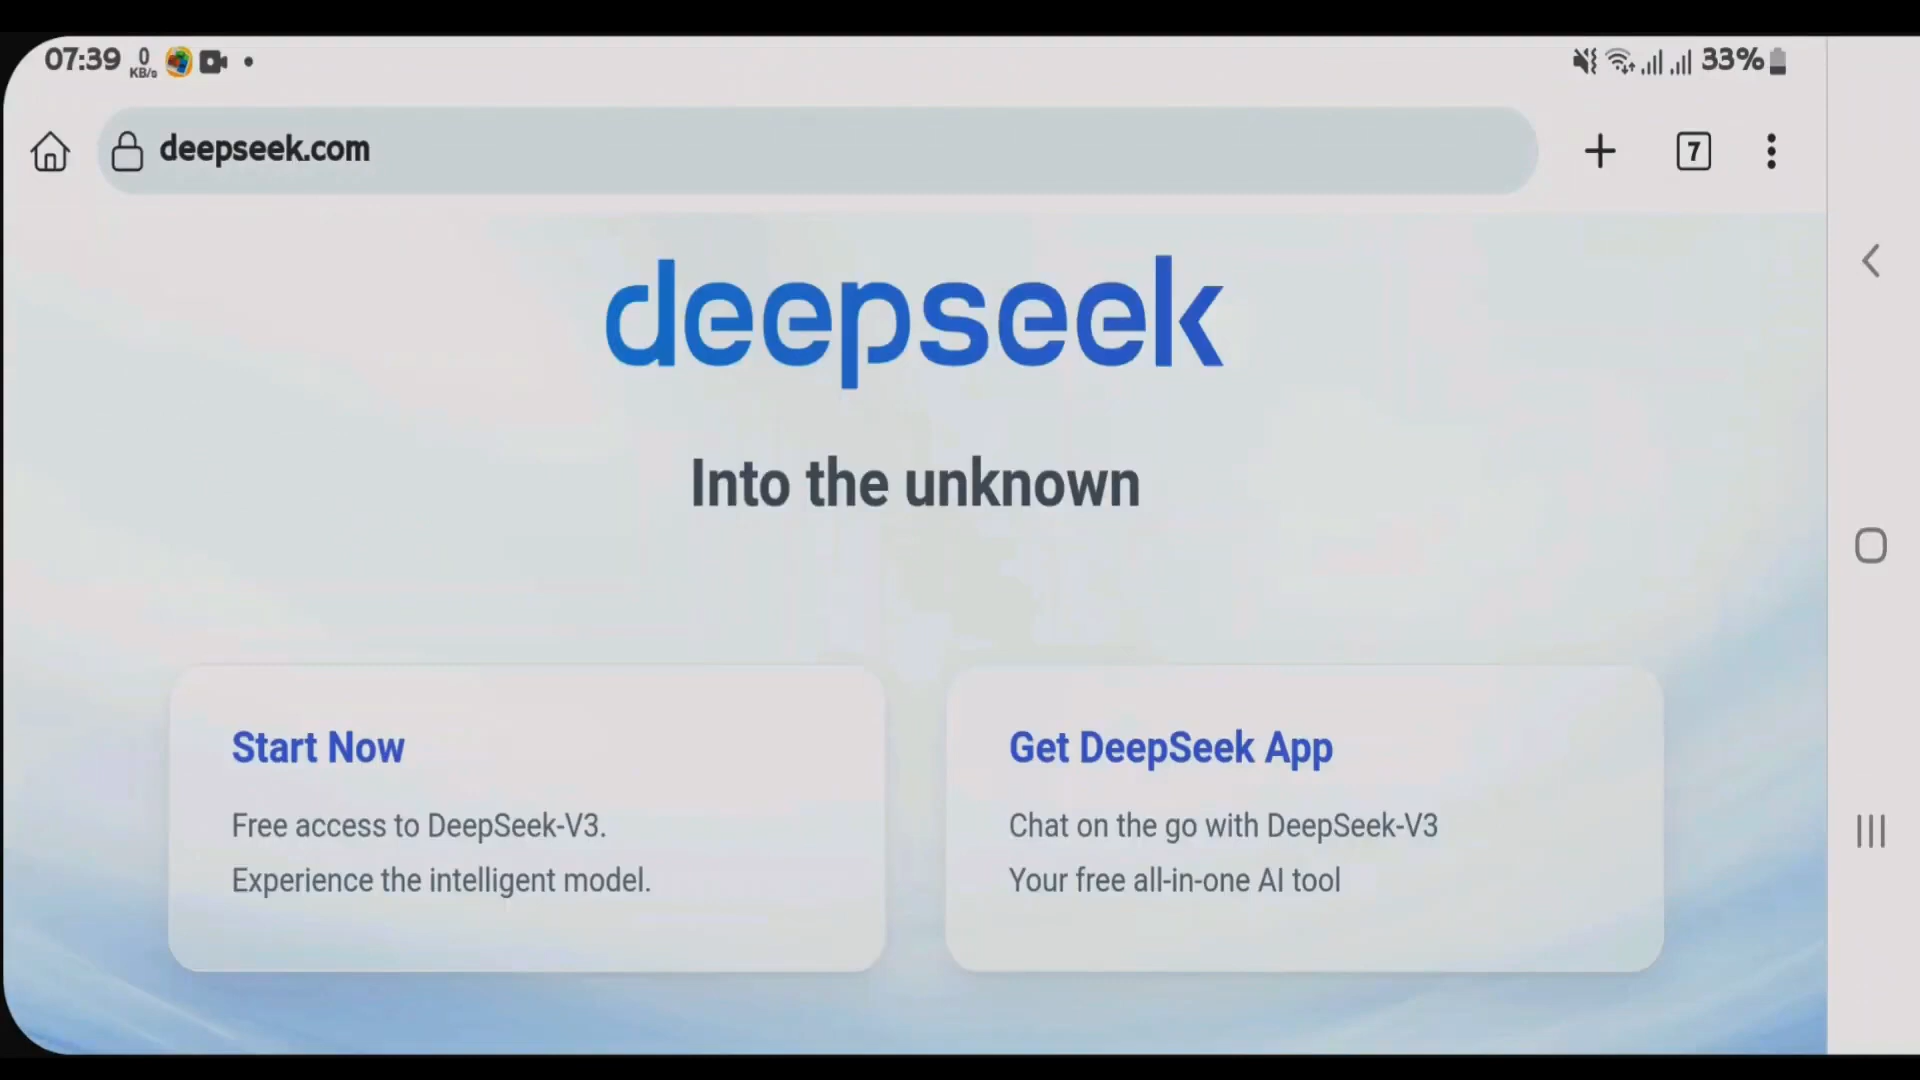 07:39 0 KB/s 33%
deepseek.com 7
deepseek
Into the unknown
Start Now
Free access to DeepSeek-V3.
Experience the intelligent model.
Get DeepSeek App
Chat on the go with DeepSeek-V3
Your free all-in-one AI tool